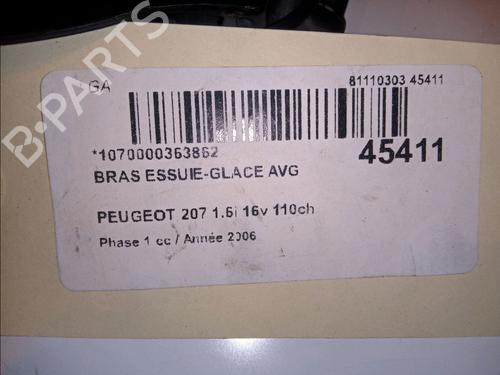 B-PARTS
GA
81110303 45411
*1070000363862
45411
BRAS ESSUIE-GLACE AVG
PEUGEOT 207 1.6i 16v 110ch
Phase 1 cc / Année 2006